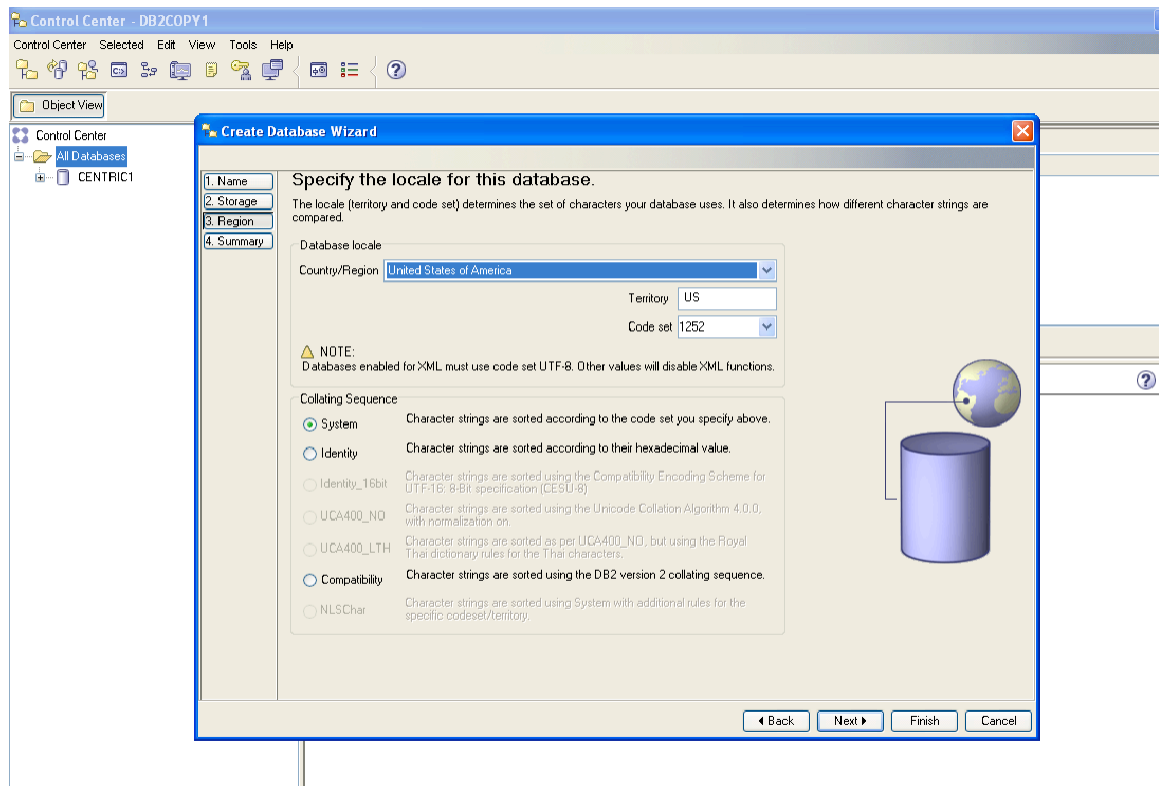 Control Center - DB2COPY1
Control Center Selected Edit View Tools Help
Object View
Control Center
All Databases
CENTRIC1
Create Database Wizard
1. Name
2. Storage
3. Region
4. Summary
Specify the locale for this database.
The locale (territory and code set) determines the set of characters your database uses. It also determines how different character strings are
compared.
Database locale
Country/Region United States of America
Territory US
Code set 1252
NOTE:
Databases enabled for XML must use code set UTF-8. Other values will disable XML functions.
Collating Sequence
System Character strings are sorted according to the code set you specify above.
Identity Character strings are sorted according to their hexadecimal value.
Identity_16bit Character strings are sorted using the Compatibility Encoding Scheme for
UTF-16: 8-Bit specification (CESU-8)
UCA400_NO Character strings are sorted using the Unicode Collation Algorithm 4.0.0,
with normalization on.
UCA400_LTH Character strings are sorted as per UCA400_NO, but using the Royal
Thai dictionary rules for the Thai characters.
Compatibility Character strings are sorted using the DB2 version 2 collating sequence.
NLSChar Character strings are sorted using System with additional rules for the
specific codeset/territory.
Back Next Finish Cancel